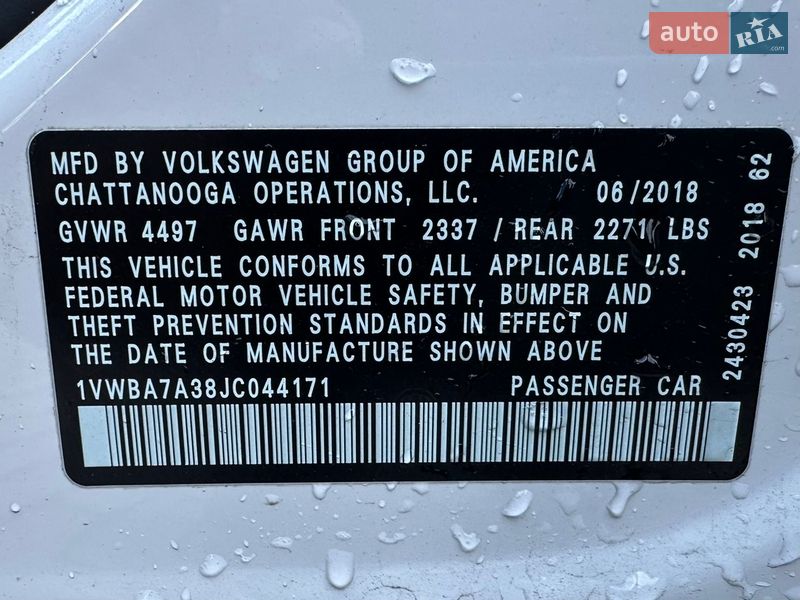 auto RIA
MFD BY VOLKSWAGEN GROUP OF AMERICA
CHATTANOOGA OPERATIONS, LLC. 06/2018
GVWR 4497 GAWR FRONT 2337 / REAR 2271 LBS
THIS VEHICLE CONFORMS TO ALL APPLICABLE U.S.
FEDERAL MOTOR VEHICLE SAFETY, BUMPER AND
THEFT PREVENTION STANDARDS IN EFFECT ON
THE DATE OF MANUFACTURE SHOWN ABOVE
1VWBA7A38JC044171 PASSENGER CAR
2430423 2018 62